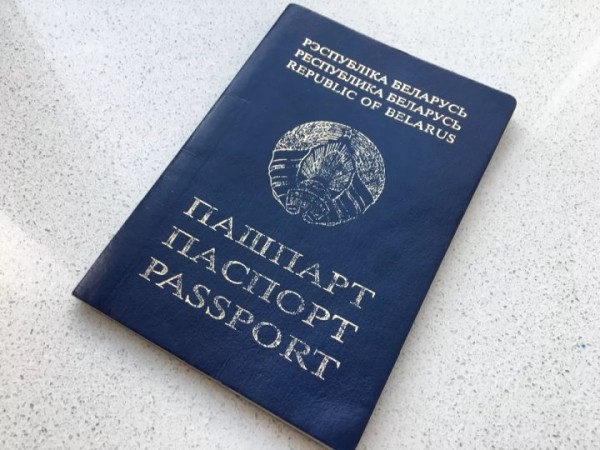 РЭСПУБЛІКА БЕЛАРУСЬ
РЕСПУБЛИКА БЕЛАРУСЬ
REPUBLIC OF BELARUS
ПАШПАРТ
ПАСПОРТ
PASSPORT